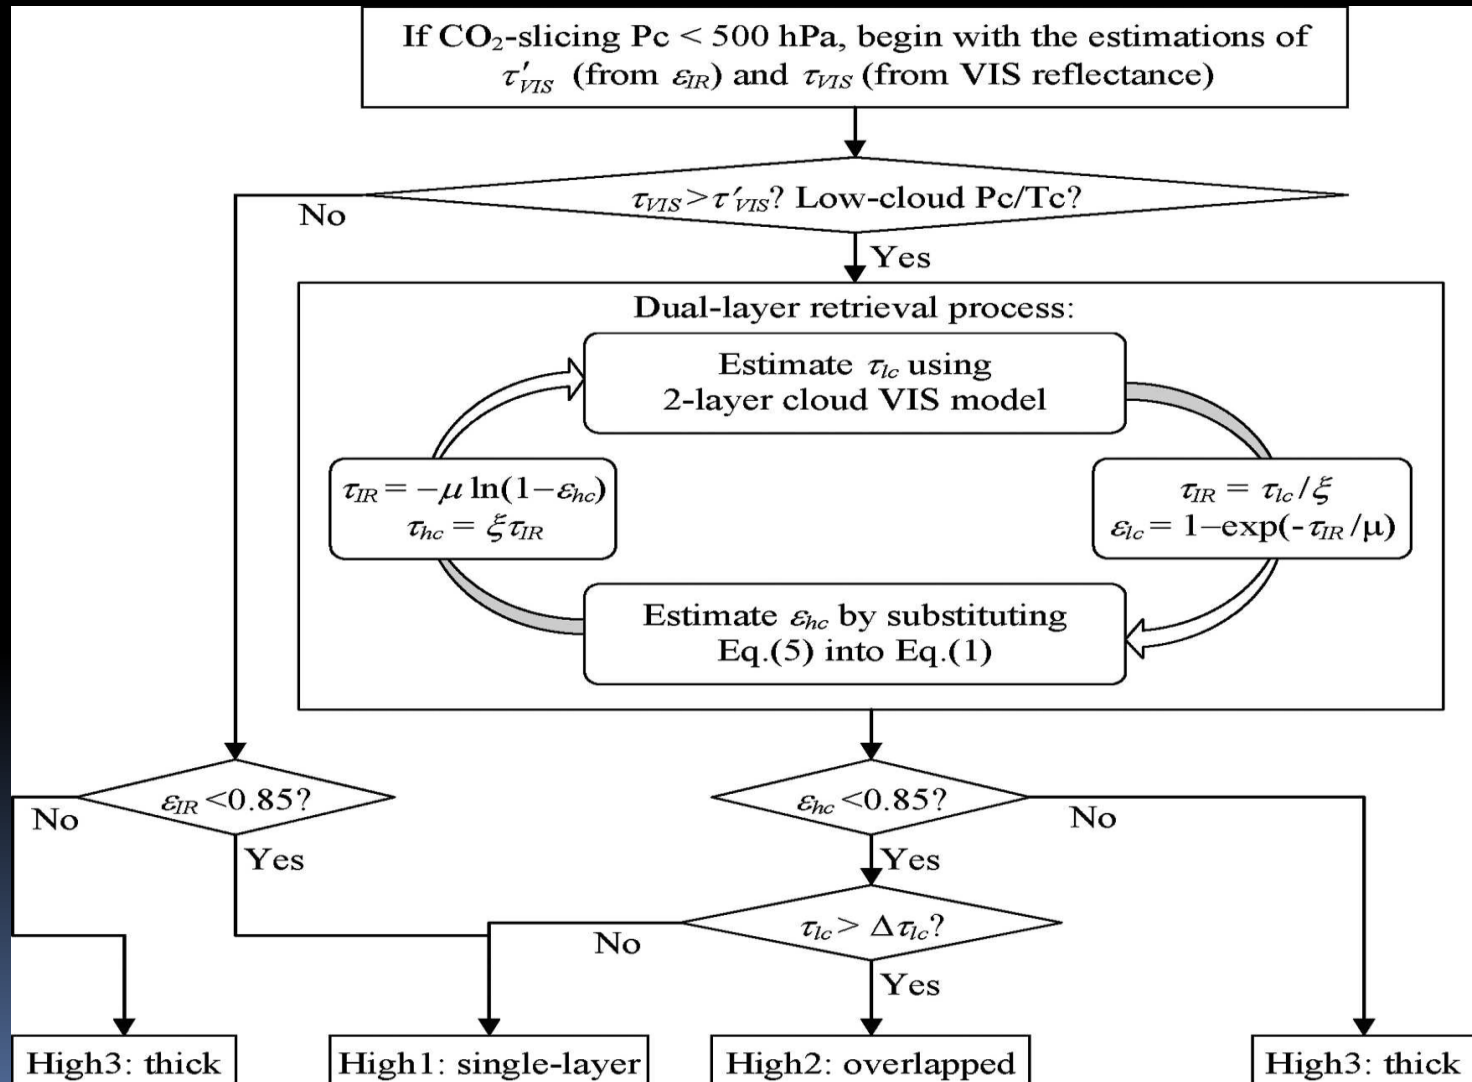 If CO₂-slicing Pc < 500 hPa, begin with the estimations of
τ′VIS (from εIR) and τVIS (from VIS reflectance)
τVIS>τ′VIS? Low-cloud Pc/Tc?
No
Yes
Dual-layer retrieval process:
Estimate τlc using
2-layer cloud VIS model
τIR = −μ ln(1−εhc)
τhc = ξτIR
τIR = τlc/ξ
εlc = 1−exp(-τIR/μ)
Estimate εhc by substituting
Eq.(5) into Eq.(1)
εIR <0.85?
No
Yes
εhc <0.85?
No
Yes
τlc> Δτlc?
No
Yes
High3: thick
High1: single-layer
High2: overlapped
High3: thick